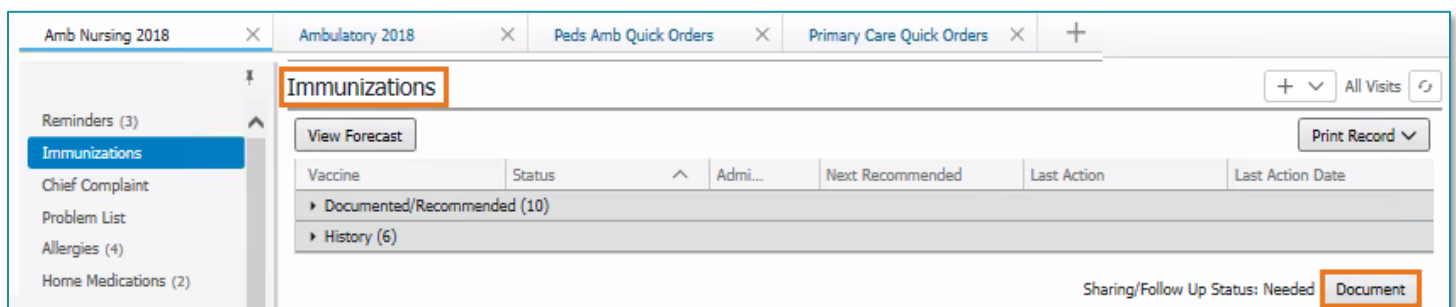 Amb Nursing 2018 Ambulatory 2018 Peds Amb Quick Orders Primary Care Quick Orders
Immunizations All Visits
Reminders (3)
Immunizations
Chief Complaint
Problem List
Allergies (4)
Home Medications (2)
View Forecast Print Record
Vaccine Status Admi... Next Recommended Last Action Last Action Date
Documented/Recommended (10)
History (6)
Sharing/Follow Up Status: Needed Document